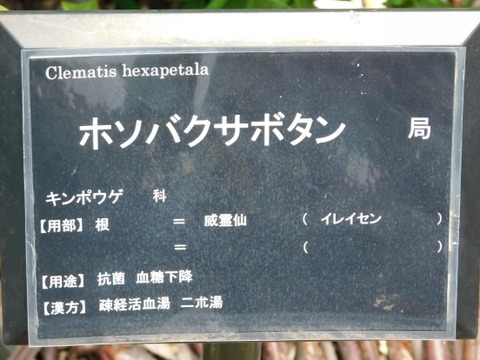 Clematis hexapetala
ホソバクサボタン 局
キンポウゲ 科
【用部】 根 = 威霊仙 ( イレイセン )
= ( )
【用途】 抗菌 血糖下降
【漢方】 疎経活血湯 二朮湯